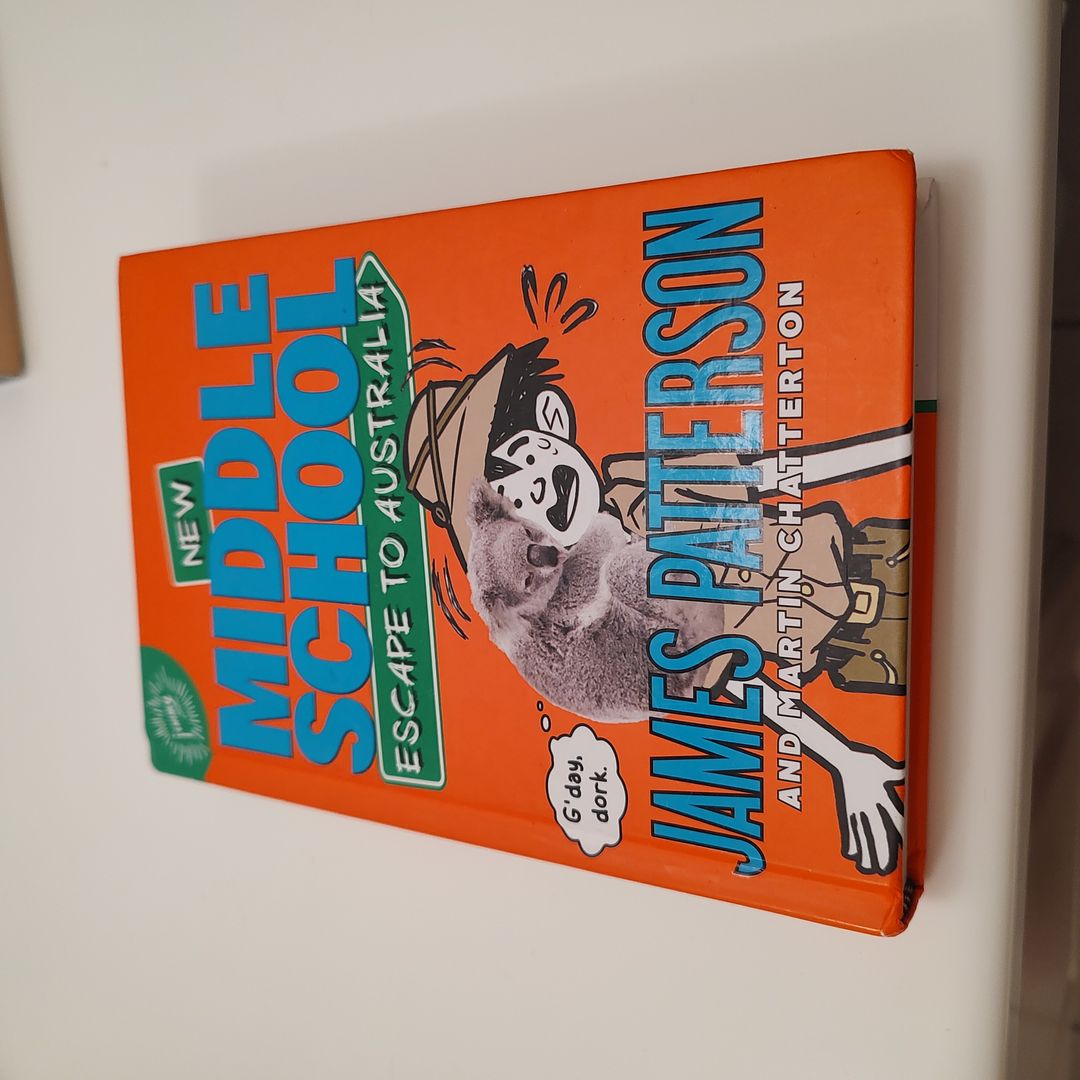 NEW
MIDDLE
SCHOOL
ESCAPE TO AUSTRALIA
G'day,
dork.
JAMES PATTERSON
AND MARTIN CHATTERTON